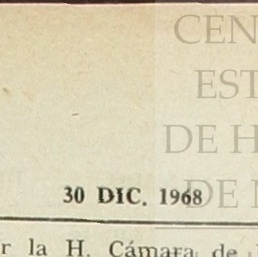 CEN
EST
DE H
DE M
30 DIC. 1968
r la H. Cámara de